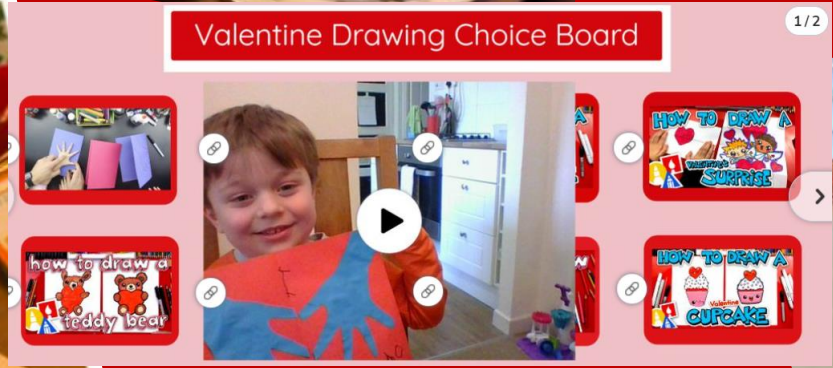 Valentine Drawing Choice Board
1/2
HOW TO DRAW A
VALENTINE'S
SURPRISE
how to draw a
teddy bear
HOW TO DRAW A
Valentine
CUPCAKE